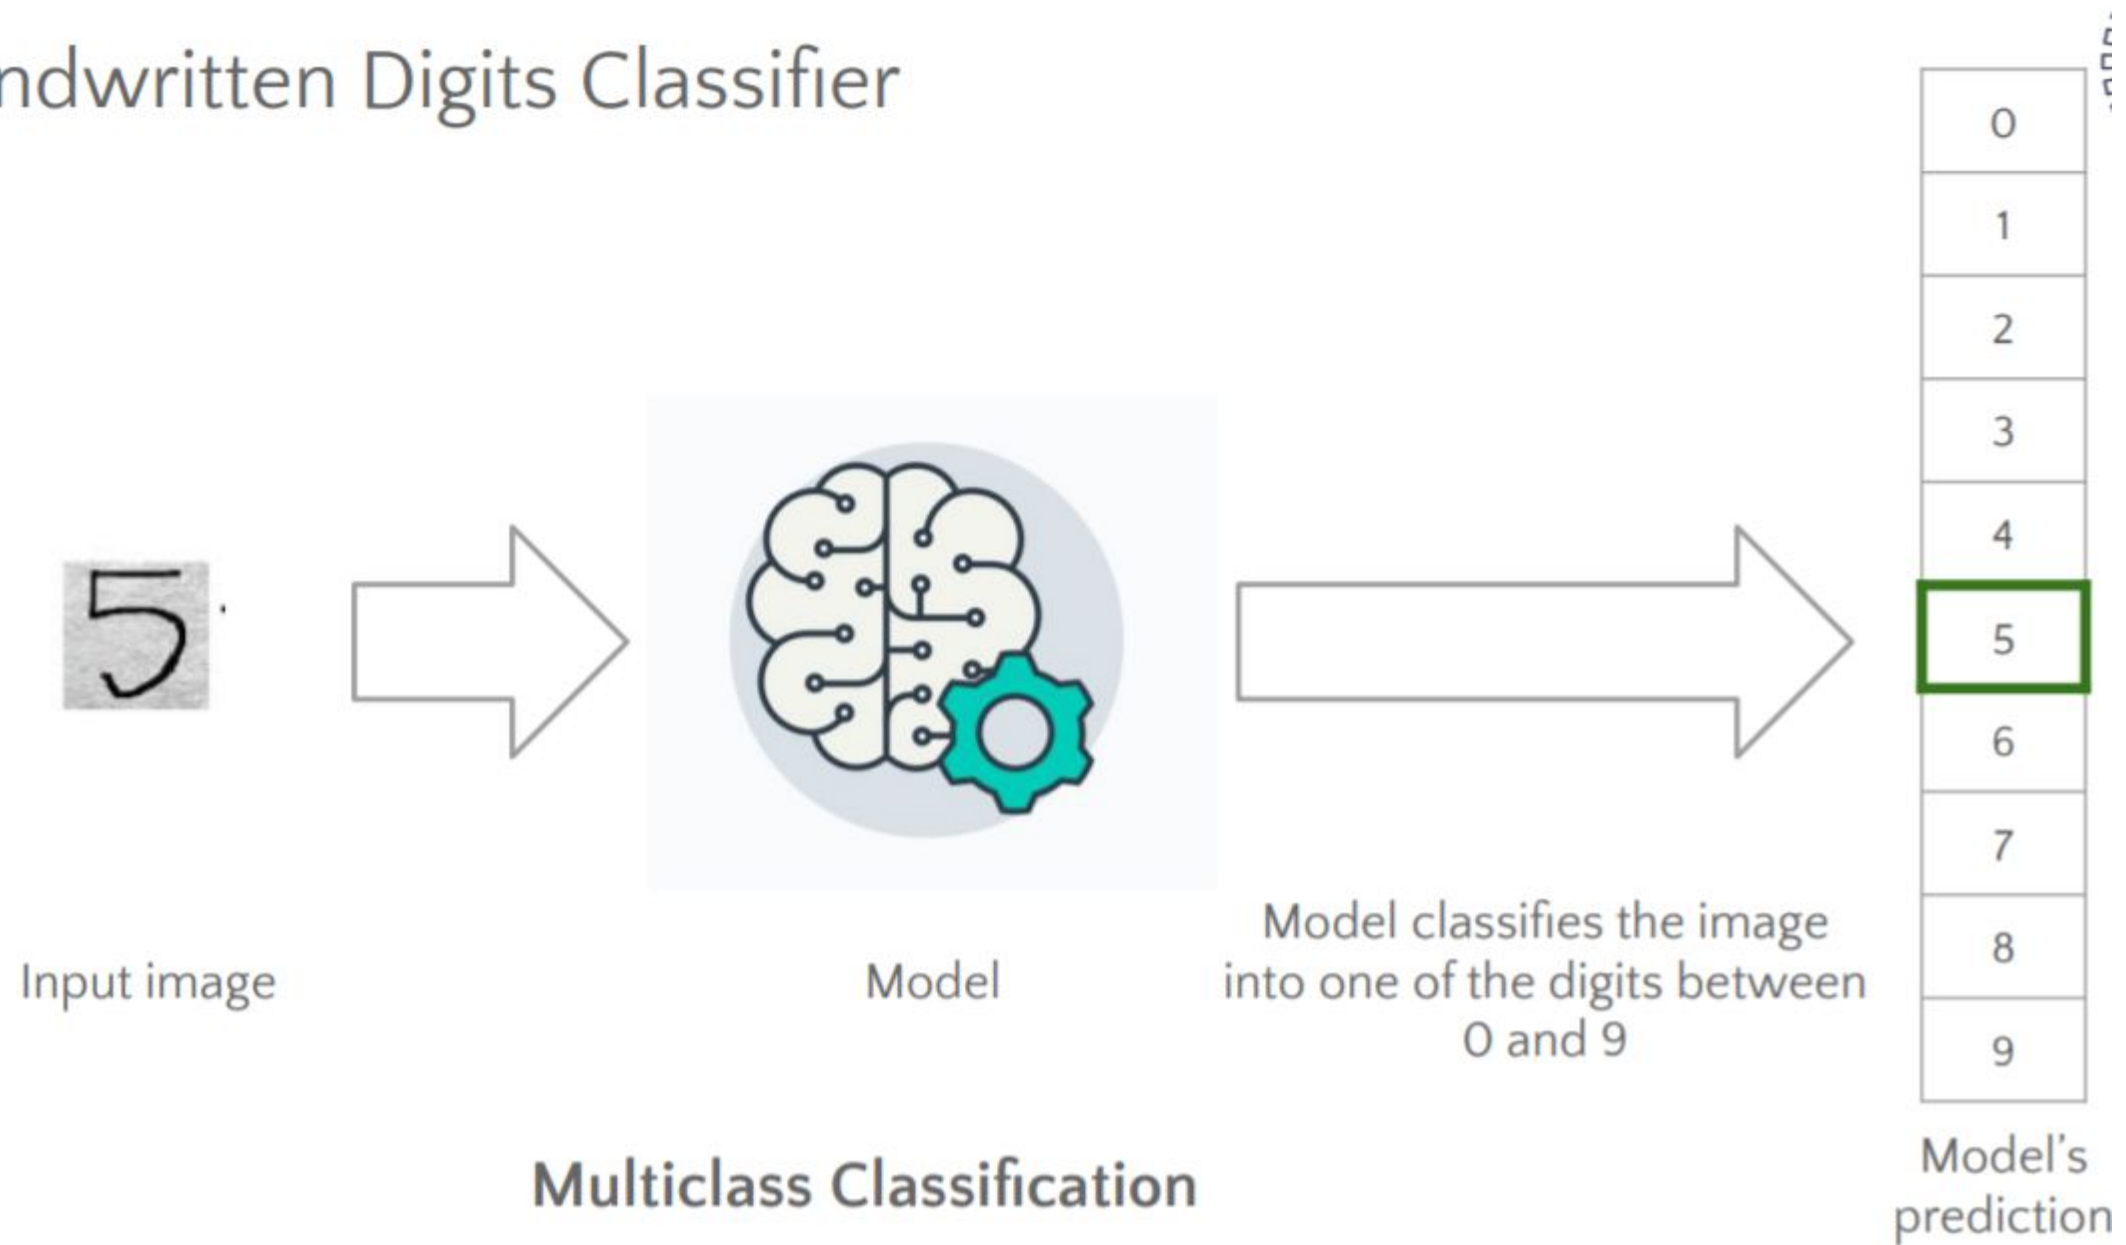 ndwritten Digits Classifier
0
1
2
3
4
5
6
7
8
9
5
Input image
Model
Model classifies the image
into one of the digits between
0 and 9
Model's
prediction
Multiclass Classification